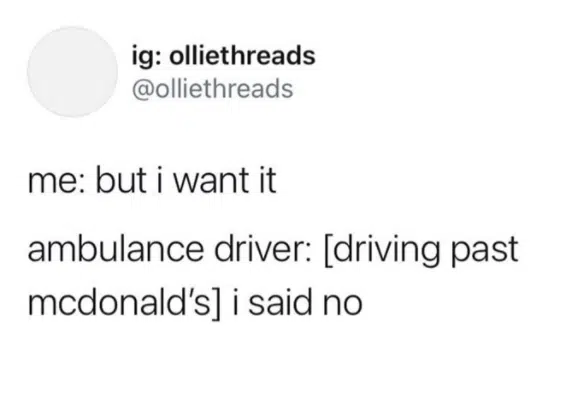 ig: olliethreads
@olliethreads
me: but i want it
ambulance driver: [driving past
mcdonald's] i said no